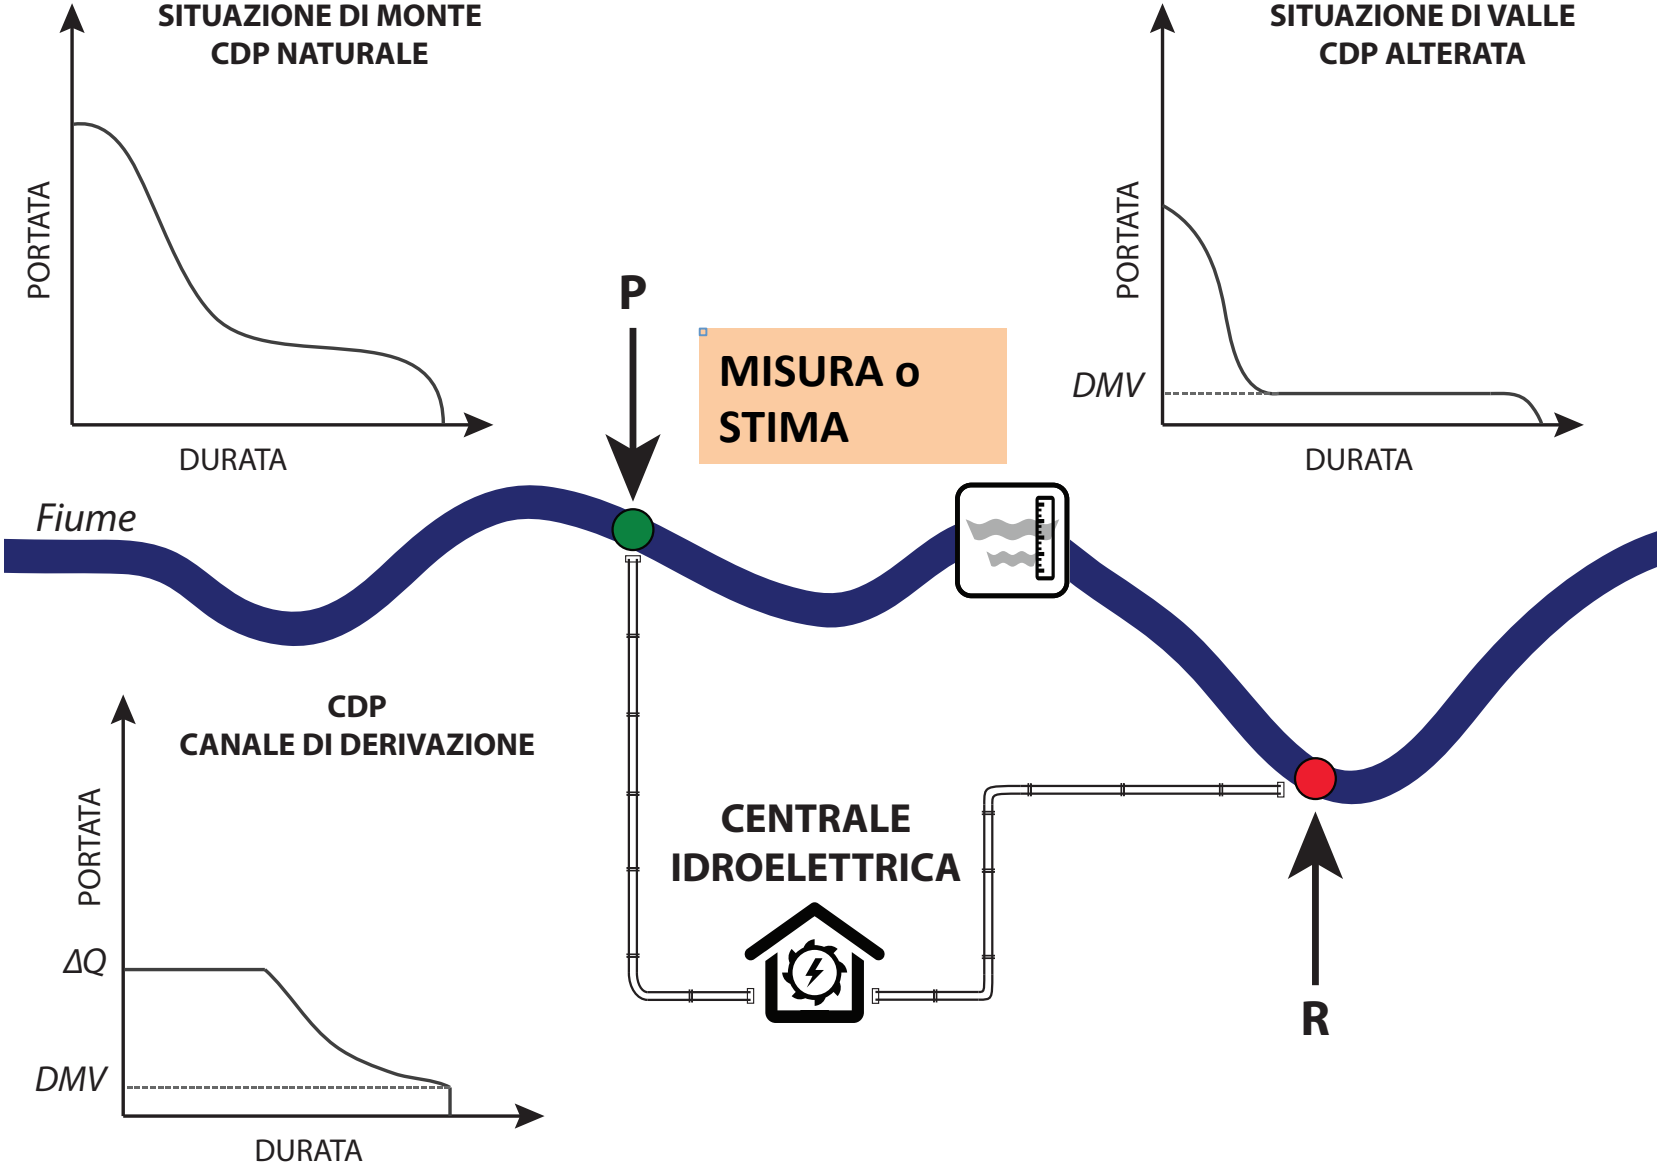 SITUAZIONE DI MONTE
CDP NATURALE
PORTATA
DURATA
SITUAZIONE DI VALLE
CDP ALTERATA
PORTATA
DMV
DURATA
P
MISURA o
STIMA
Fiume
CDP
CANALE DI DERIVAZIONE
PORTATA
ΔQ
DMV
DURATA
CENTRALE
IDROELETTRICA
R